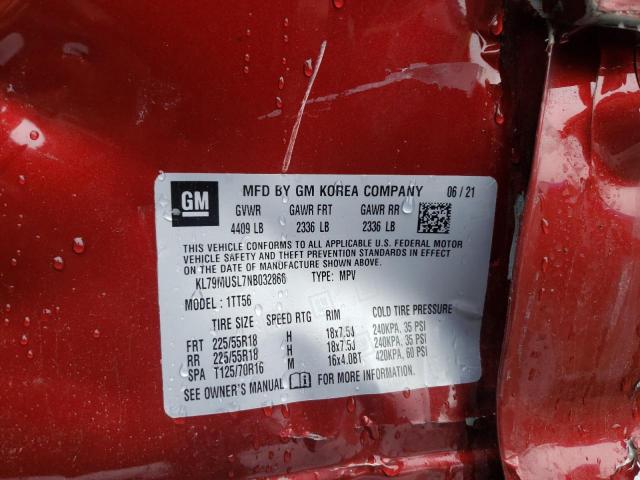 GM MFD BY GM KOREA COMPANY 06 / 21
GVWR GAWR FRT GAWR RR
4409 LB 2336 LB 2336 LB
THIS VEHICLE CONFORMS TO ALL APPLICABLE U.S. FEDERAL MOTOR
VEHICLE SAFETY AND THEFT PREVENTION STANDARDS IN EFFECT ON
THE DATE OF MANUFACTURE SHOWN ABOVE.
KL79MUSL7NB032868 TYPE: MPV
MODEL: 1TT56
TIRE SIZE SPEED RTG RIM COLD TIRE PRESSURE
FRT 225/55R18 H 18x7.5J 240KPA, 35 PSI
RR 225/55R18 H 18x7.5J 240KPA, 35 PSI
SPA T125/70R16 M 16x4.0BT 420KPA, 60 PSI
SEE OWNER'S MANUAL FOR MORE INFORMATION.